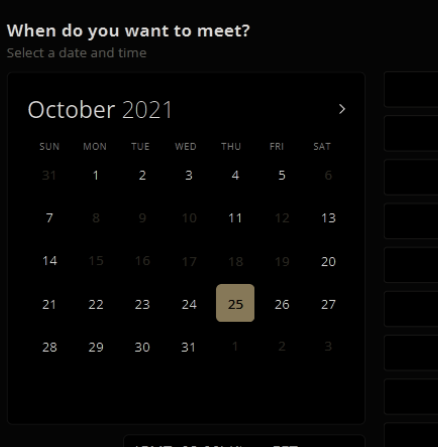 When do you want to meet?
Select a date and time
October 2021
SUN MON TUE WED THU FRI SAT
31 1 2 3 4 5 6
7 8 9 10 11 12 13
14 15 16 17 18 19 20
21 22 23 24 25 26 27
28 29 30 31 1 2 3